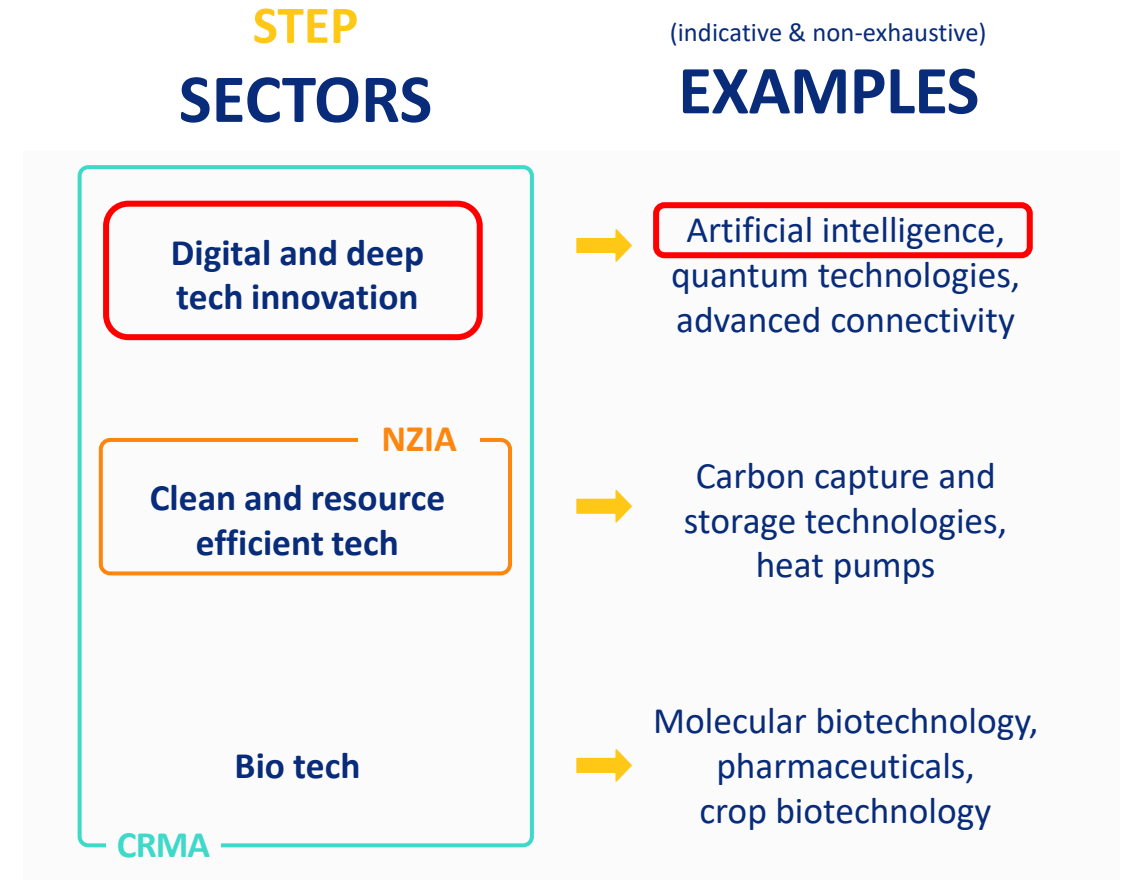 STEP
SECTORS
(indicative & non-exhaustive)
EXAMPLES
Digital and deep
tech innovation
Artificial intelligence,
quantum technologies,
advanced connectivity
NZIA
Clean and resource
efficient tech
Carbon capture and
storage technologies,
heat pumps
Bio tech
Molecular biotechnology,
pharmaceuticals,
crop biotechnology
CRMA